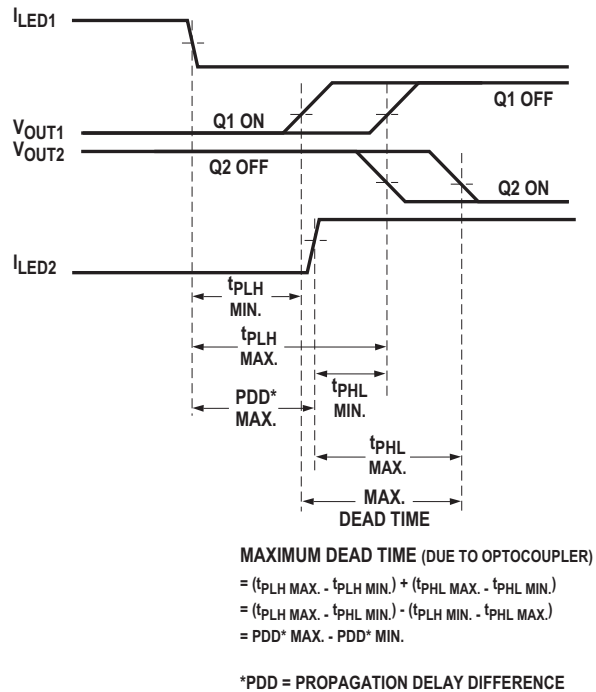 ILED1
Q1 ON
Q1 OFF
VOUT1
VOUT2
Q2 OFF
Q2 ON
ILED2
tPLH
MIN.
tPLH
MAX.
tPHL
MIN.
PDD*
MAX.
tPHL
MAX.
MAX.
DEAD TIME
MAXIMUM DEAD TIME (DUE TO OPTOCOUPLER)
= (tPLH MAX. - tPLH MIN.) + (tPHL MAX. - tPHL MIN.)
= (tPLH MAX. - tPHL MIN.) - (tPLH MIN. - tPHL MAX.)
= PDD* MAX. - PDD* MIN.
*PDD = PROPAGATION DELAY DIFFERENCE